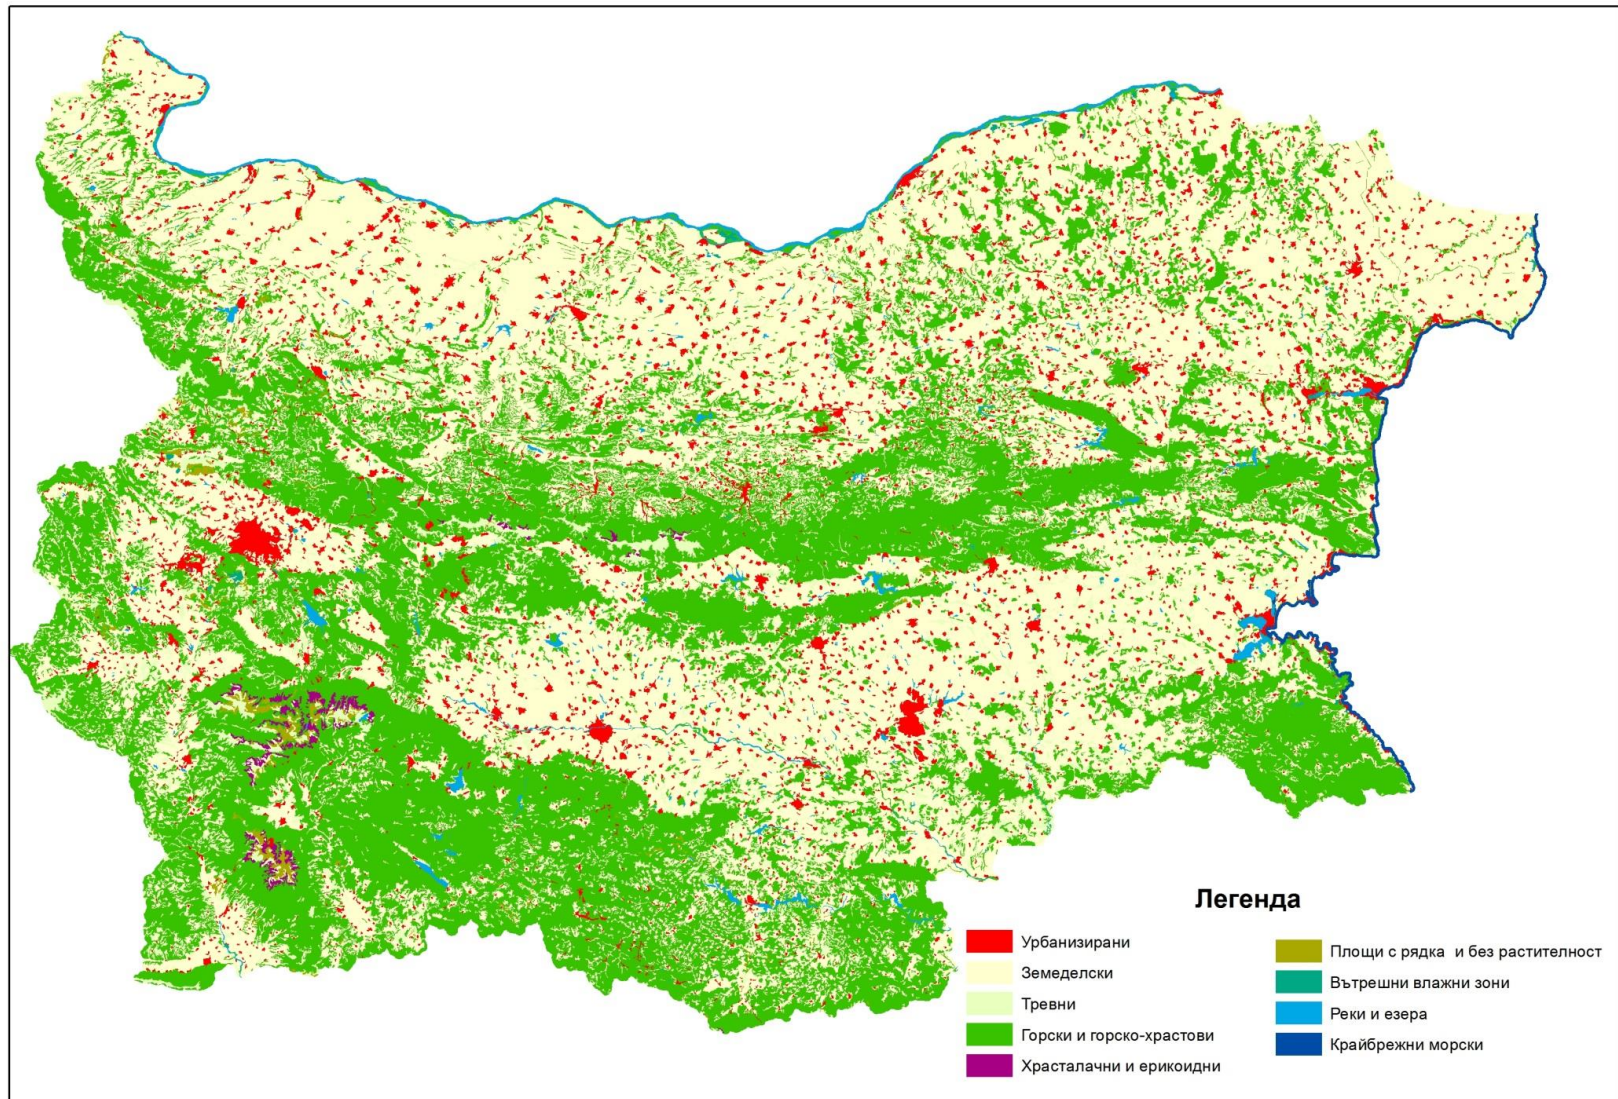 Легенда
Урбанизирани
Земеделски
Тревни
Горски и горско-храстови
Храсталачни и ерикоидни
Площи с рядка и без растителност
Вътрешни влажни зони
Реки и езера
Крайбрежни морски